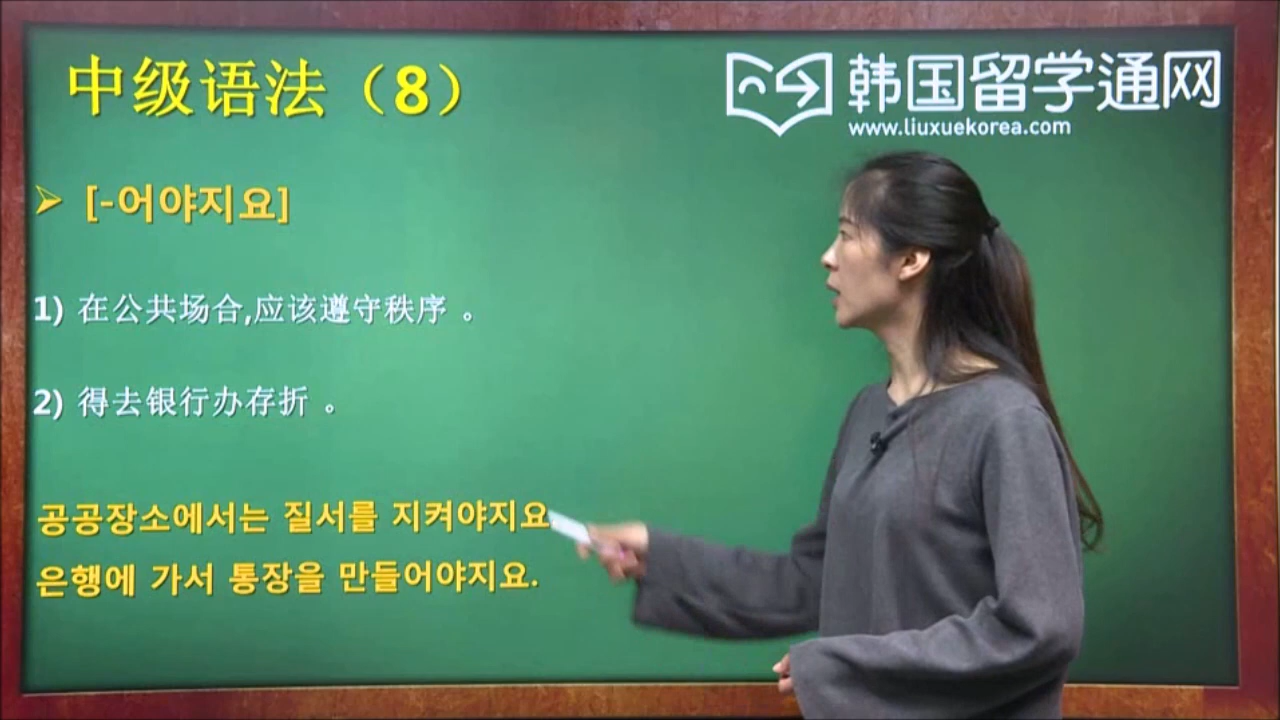 中级语法（8）
韩国留学通网
www.liuxuekorea.com
➢ [-어야지요]
1) 在公共场合,应该遵守秩序 。
2) 得去银行办存折 。
공공장소에서는 질서를 지켜야지요
은행에 가서 통장을 만들어야지요.